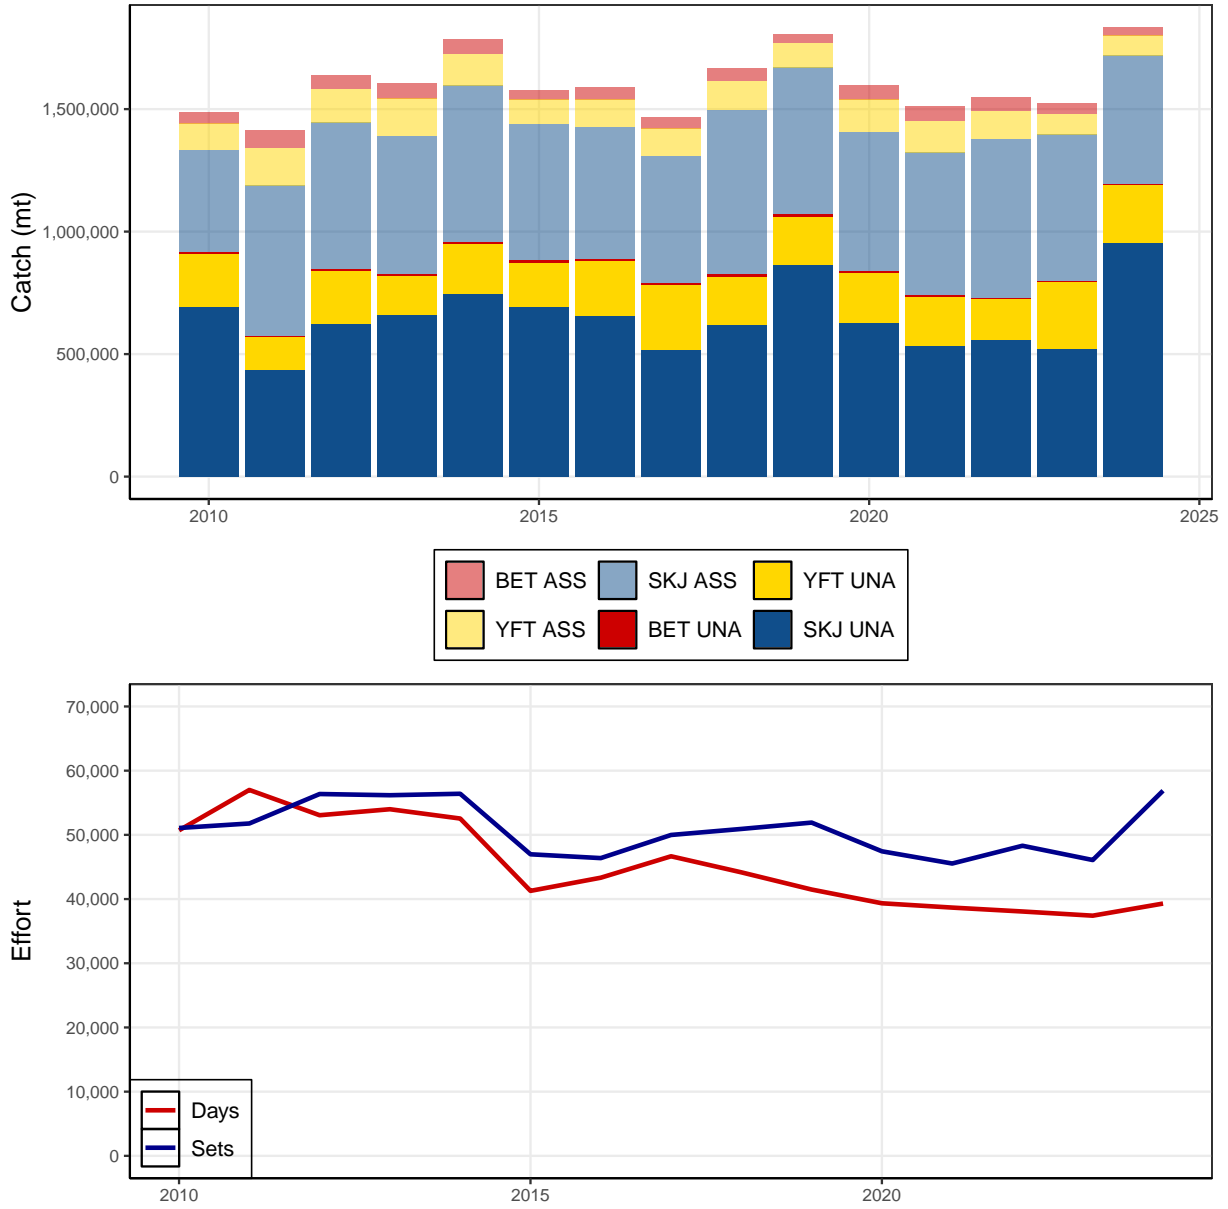 Catch (mt)
1,500,000
1,000,000
500,000
0
2010
2015
2020
2025
BET ASS
SKJ ASS
YFT UNA
YFT ASS
BET UNA
SKJ UNA
Effort
70,000
60,000
50,000
40,000
30,000
20,000
10,000
0
Days
Sets
2010
2015
2020